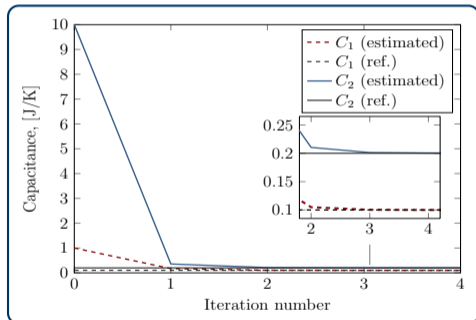 10
9
8
7
6
5
4
3
2
1
0
Capacitance, [J/K]
C₁ (estimated)
C₁ (ref.)
C₂ (estimated)
C₂ (ref.)
0.25
0.2
0.15
0.1
2 3 4
0 1 2 3 4
Iteration number